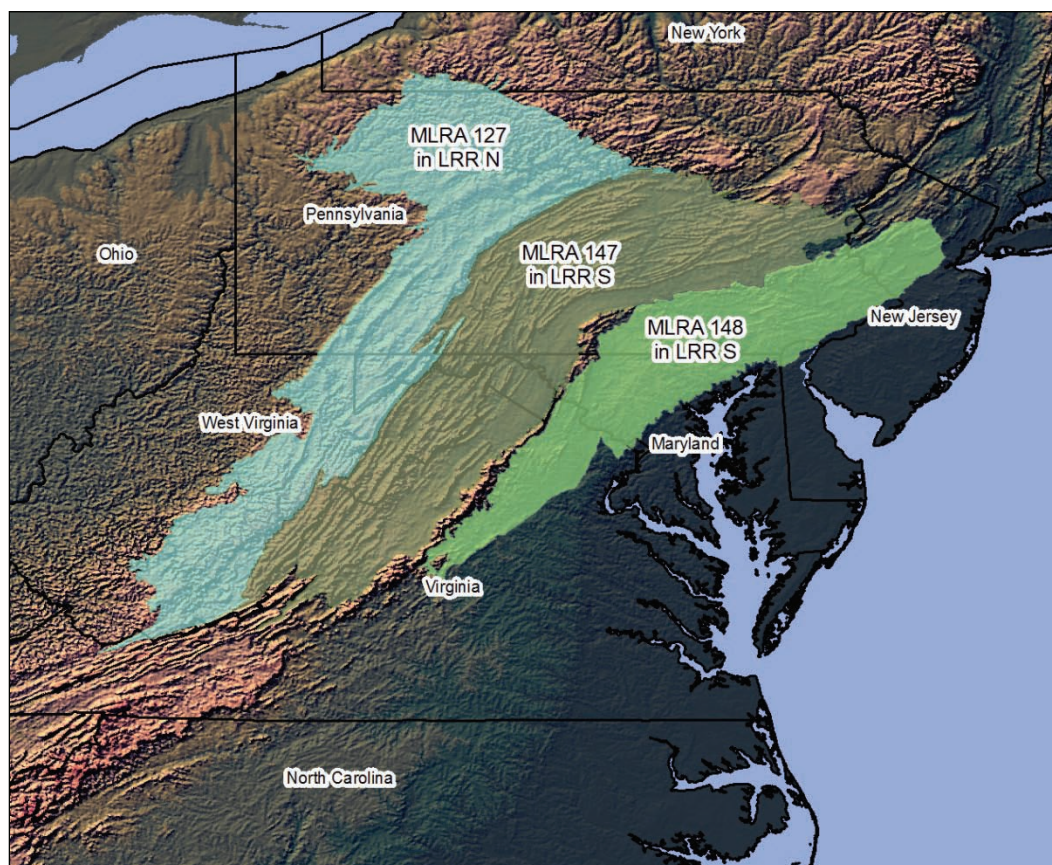 New York
MLRA 127
in LRR N
Pennsylvania
Ohio
MLRA 147
in LRR S
MLRA 148
in LRR S
New Jersey
West Virginia
Maryland
Virginia
North Carolina